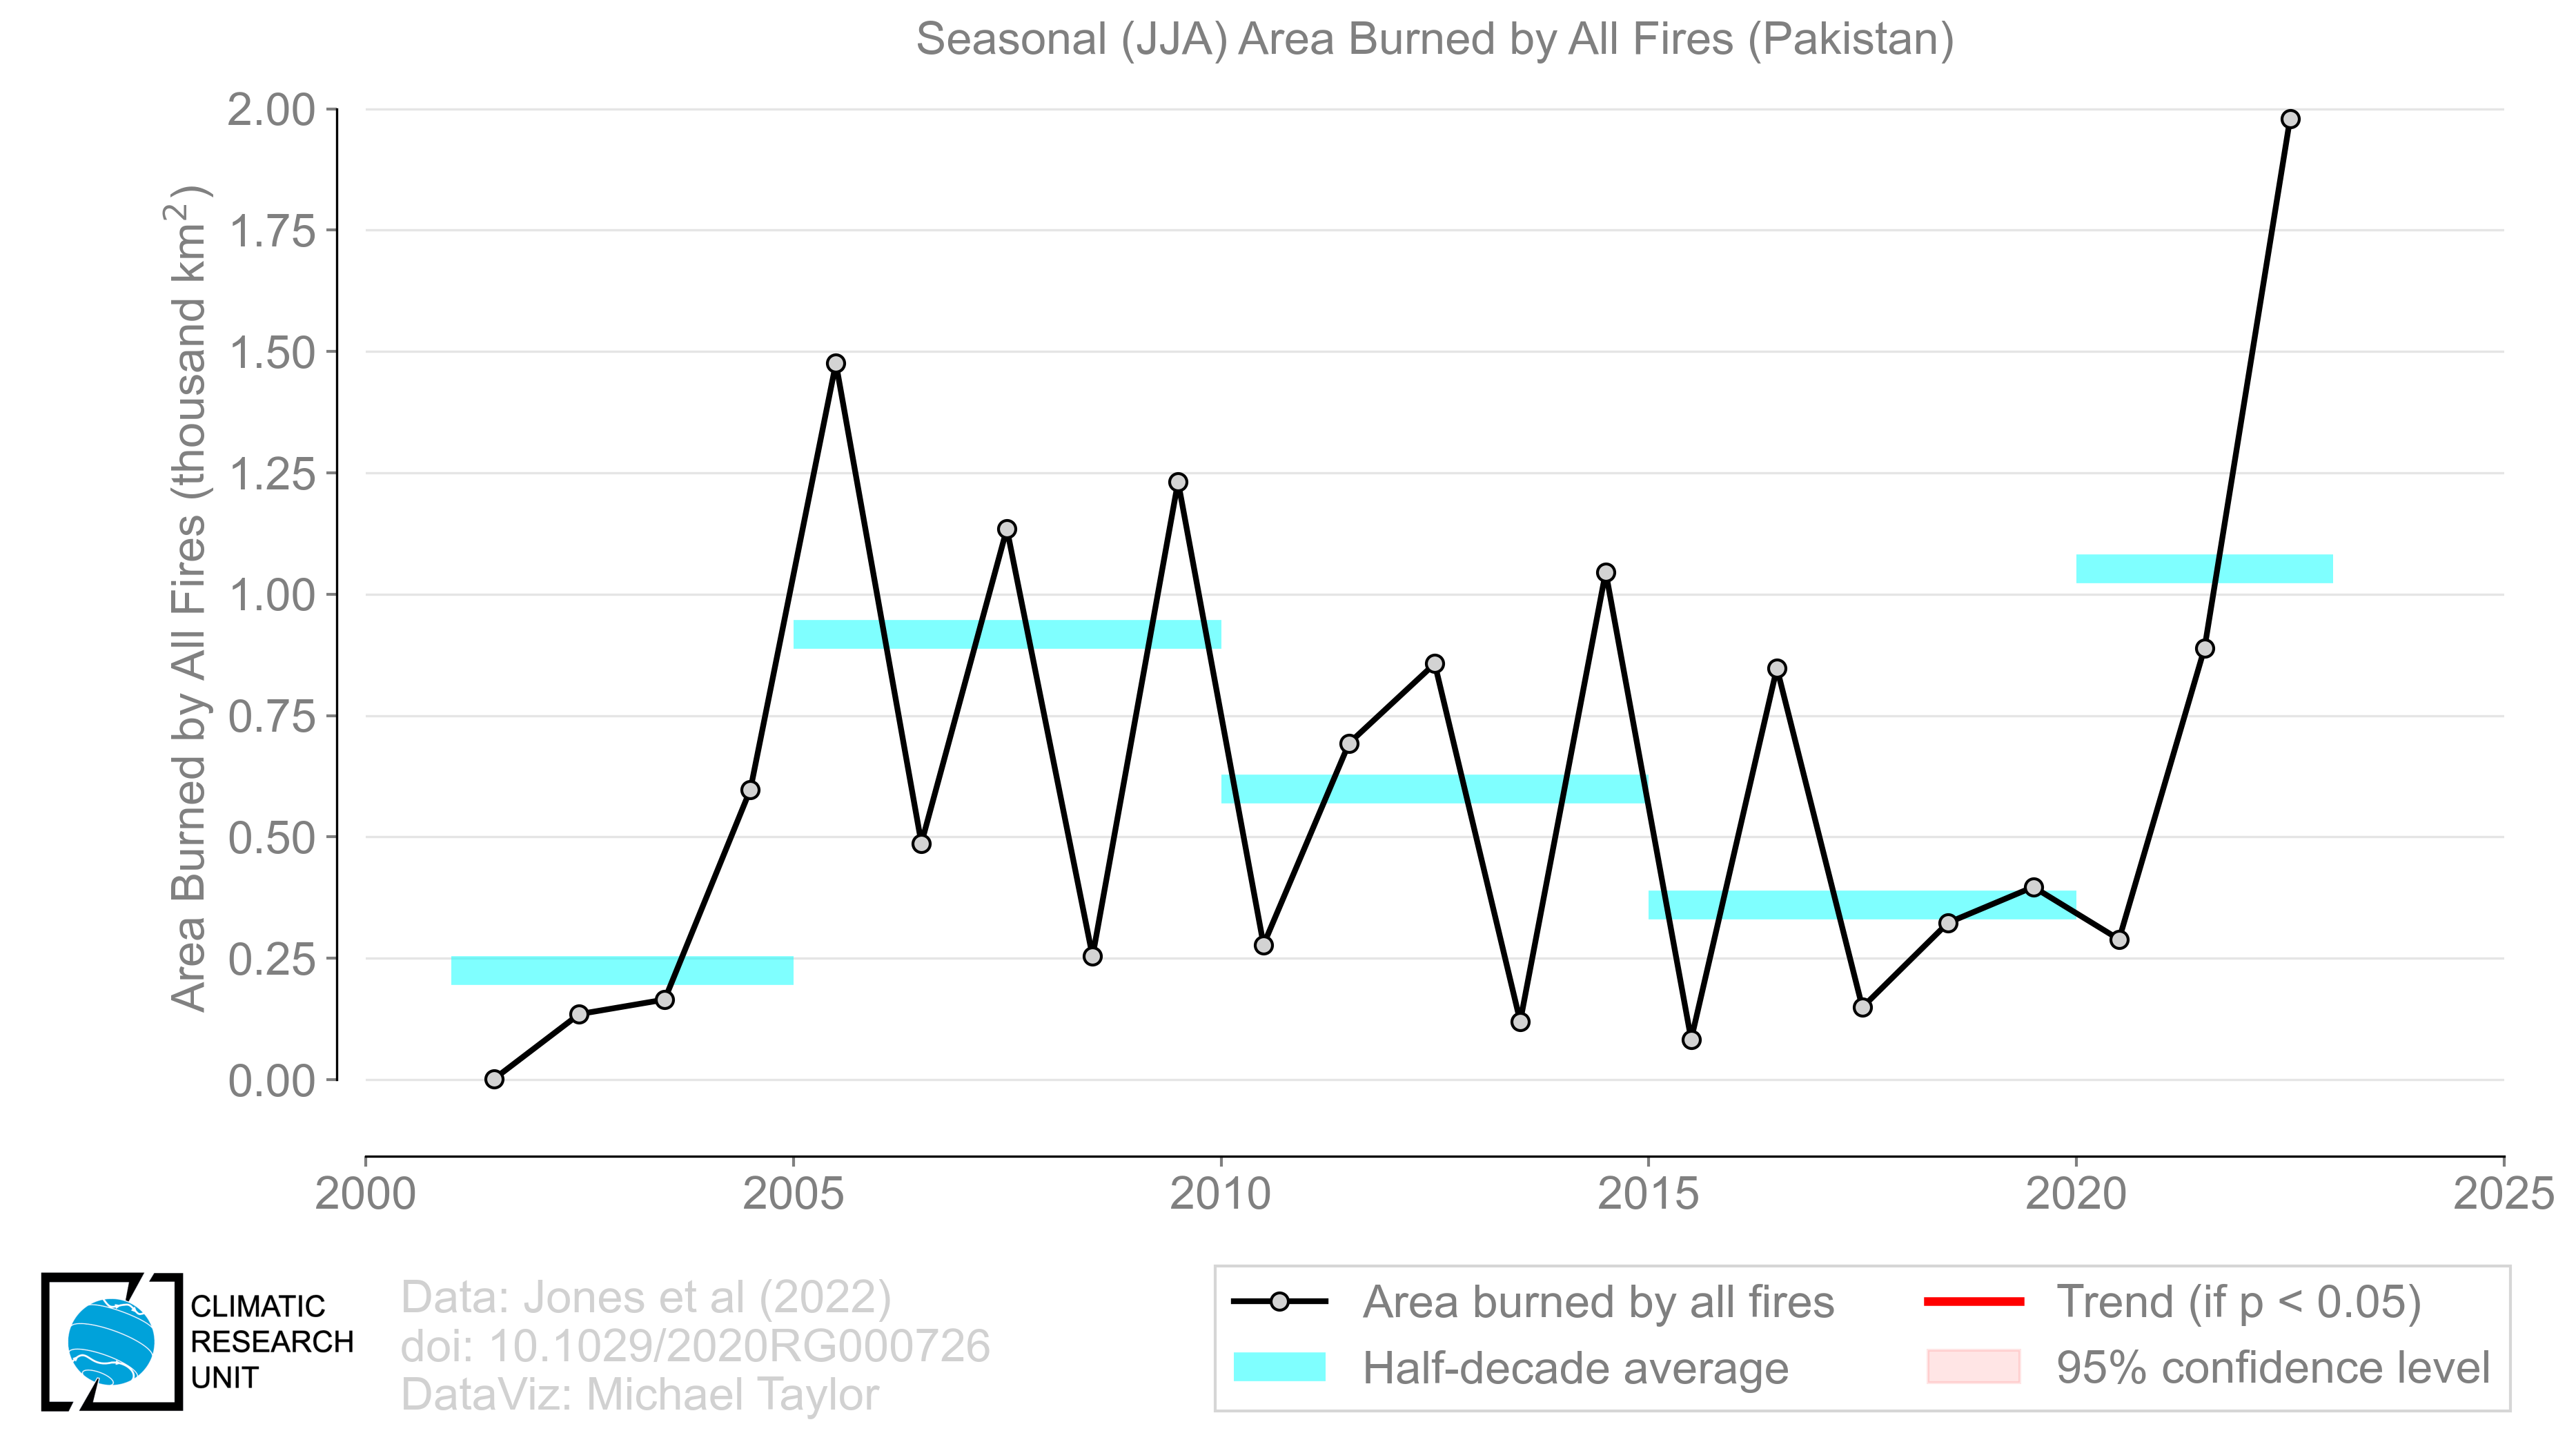 Seasonal (JJA) Area Burned by All Fires (Pakistan)
Area Burned by All Fires (thousand km²)
2.00
1.75
1.50
1.25
1.00
0.75
0.50
0.25
0.00
2000 2005 2010 2015 2020 2025
CLIMATIC
RESEARCH
UNIT
Data: Jones et al (2022)
doi: 10.1029/2020RG000726
DataViz: Michael Taylor
Area burned by all fires
Half-decade average
Trend (if p < 0.05)
95% confidence level